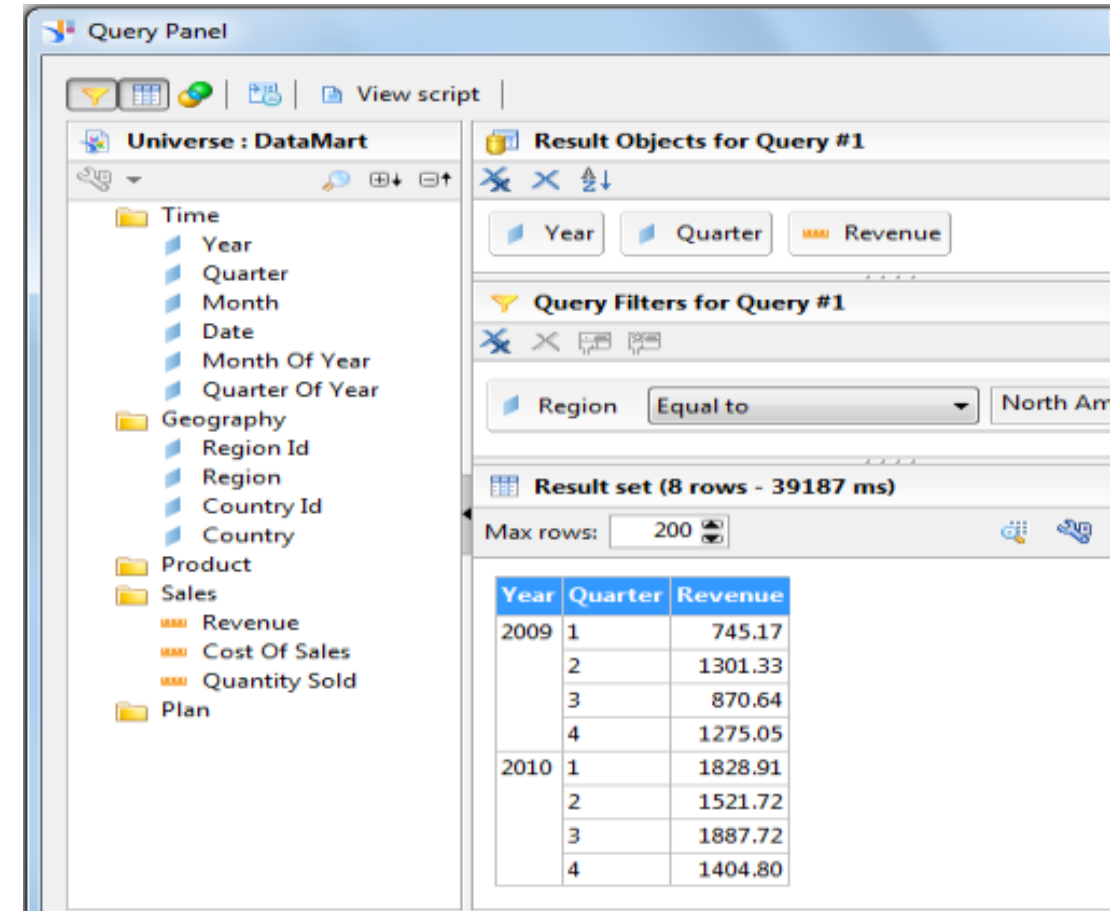 Query Panel
View script
Universe : DataMart
Time
Year
Quarter
Month
Date
Month Of Year
Quarter Of Year
Geography
Region Id
Region
Country Id
Country
Product
Sales
Revenue
Cost Of Sales
Quantity Sold
Plan
Result Objects for Query #1
Year Quarter Revenue
Query Filters for Query #1
Region Equal to North Am
Result set (8 rows - 39187 ms)
Max rows: 200
Year Quarter Revenue
2009 1 745.17
2 1301.33
3 870.64
4 1275.05
2010 1 1828.91
2 1521.72
3 1887.72
4 1404.80